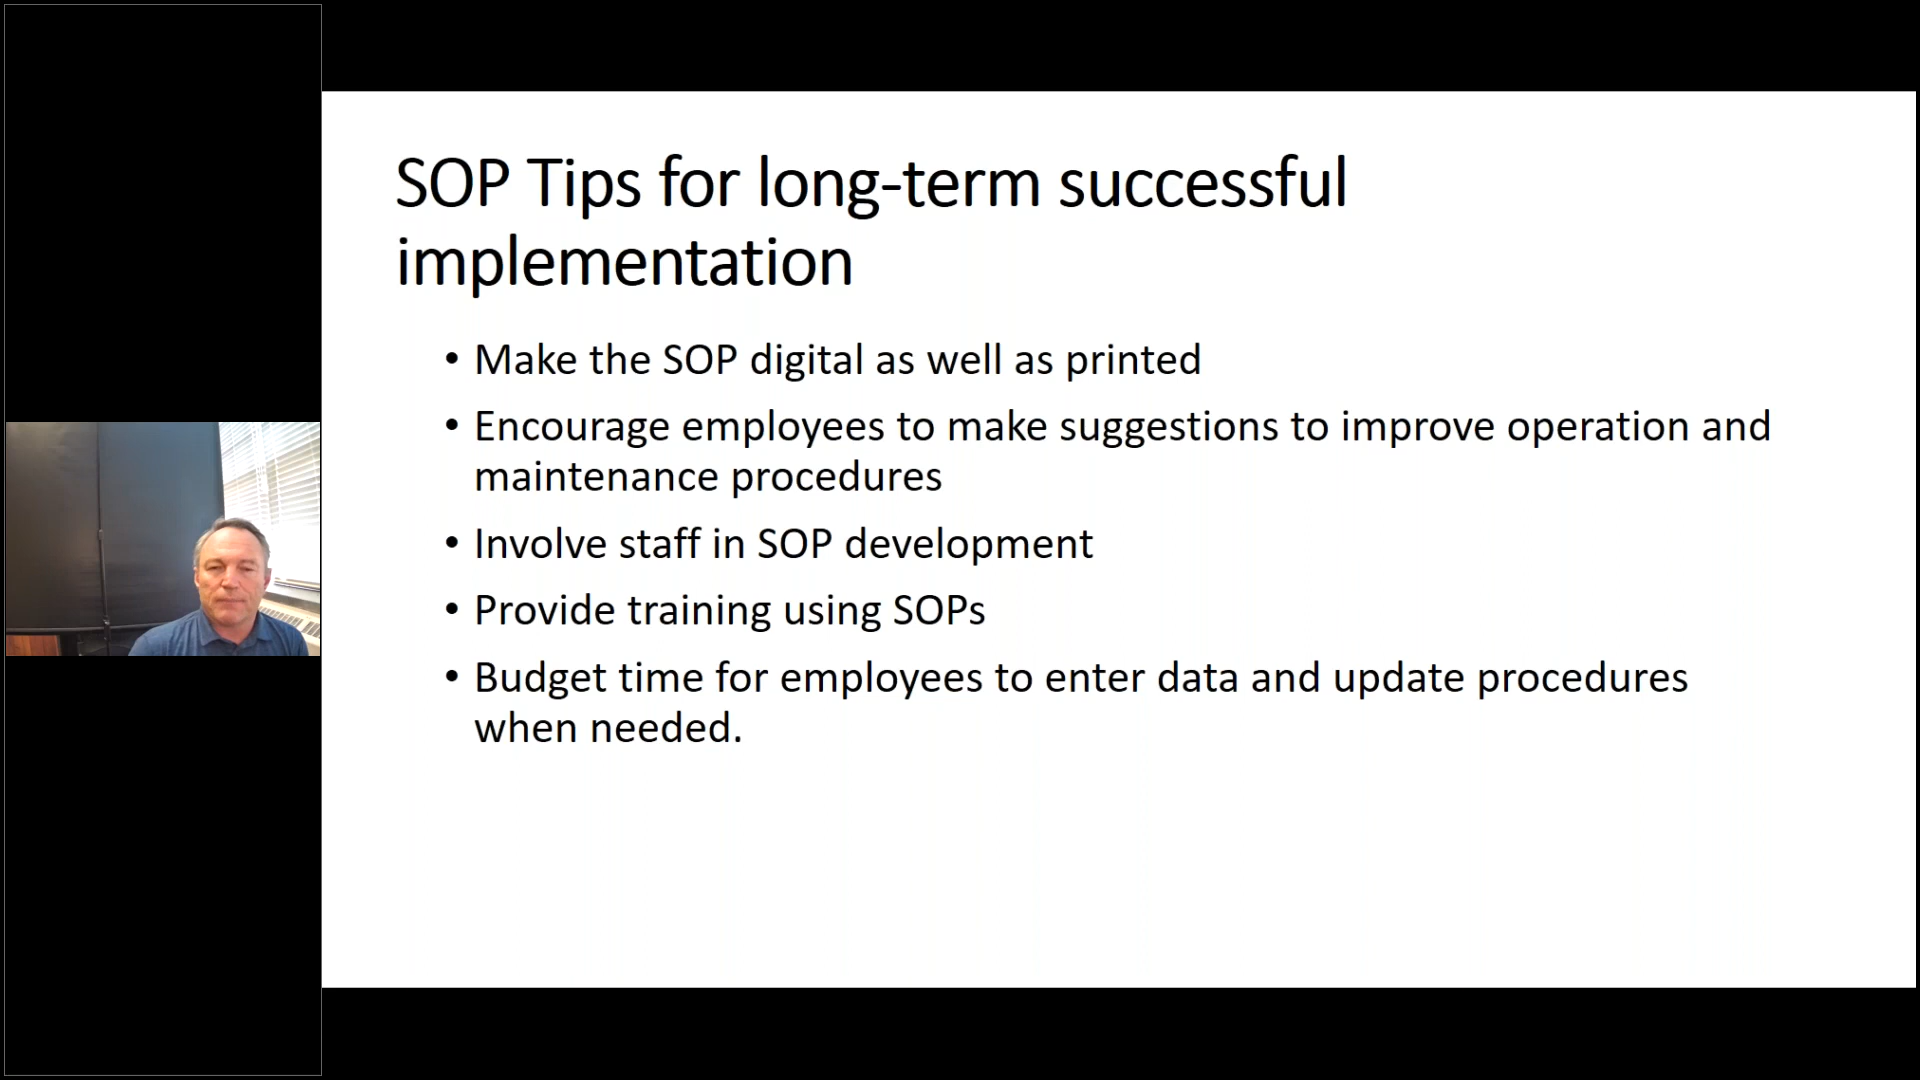 SOP Tips for long-term successful
implementation
• Make the SOP digital as well as printed
• Encourage employees to make suggestions to improve operation and
maintenance procedures
• Involve staff in SOP development
• Provide training using SOPs
• Budget time for employees to enter data and update procedures
when needed.